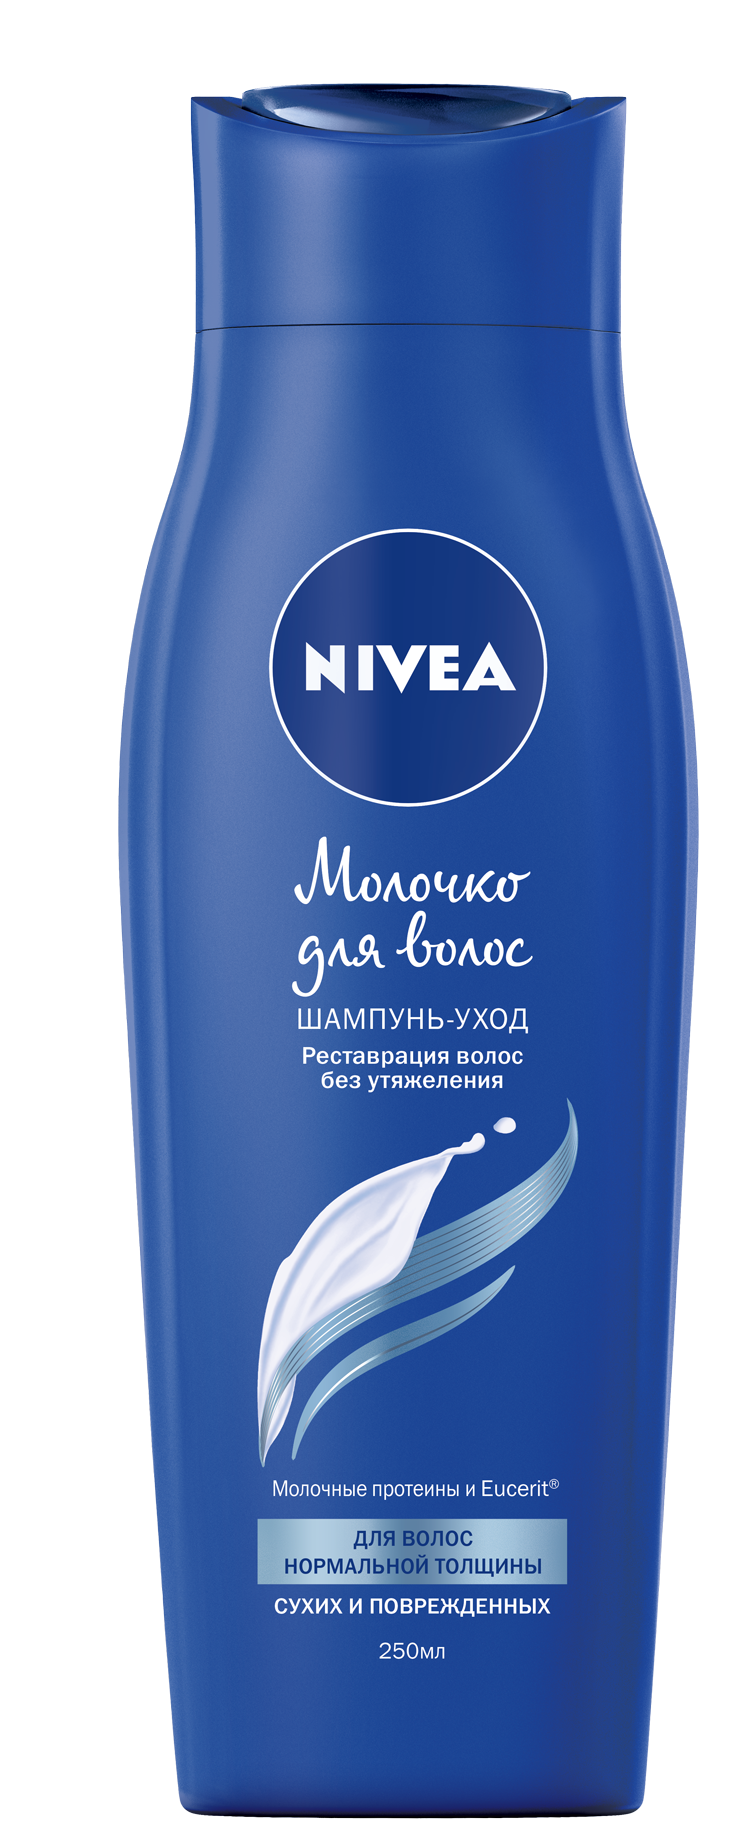 NIVEA
Молочко
для волос
ШАМПУНЬ-УХОД
Реставрация волос
без утяжеления
Молочные протеины и Eucerit®
ДЛЯ ВОЛОС
НОРМАЛЬНОЙ ТОЛЩИНЫ
СУХИХ И ПОВРЕЖДЕННЫХ
250мл